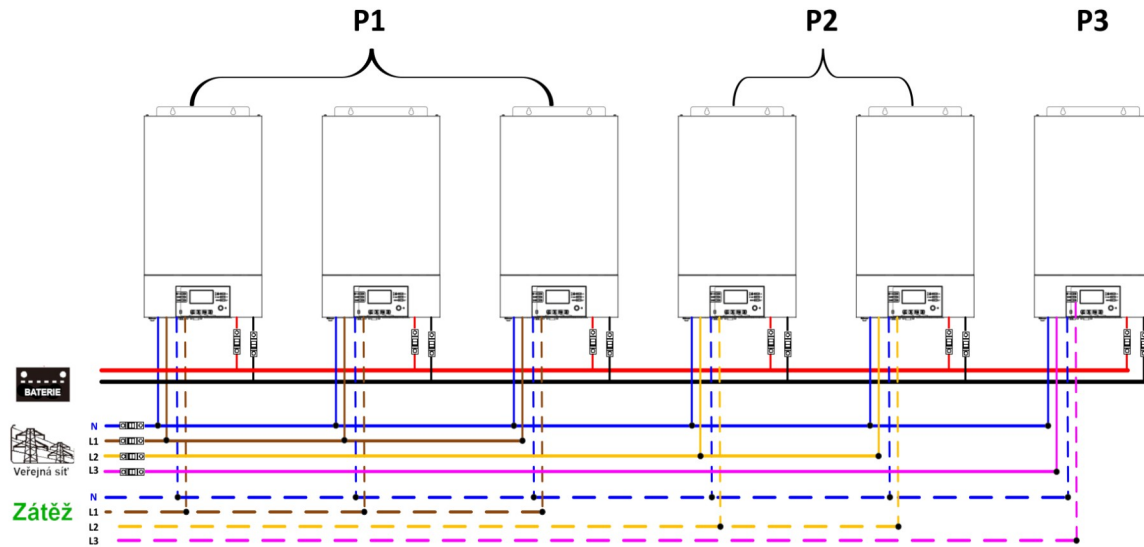 P1
P2
P3
BATERIE
N
L1
L2
L3
Veřejná síť
Zátěž
N
L1
L2
L3